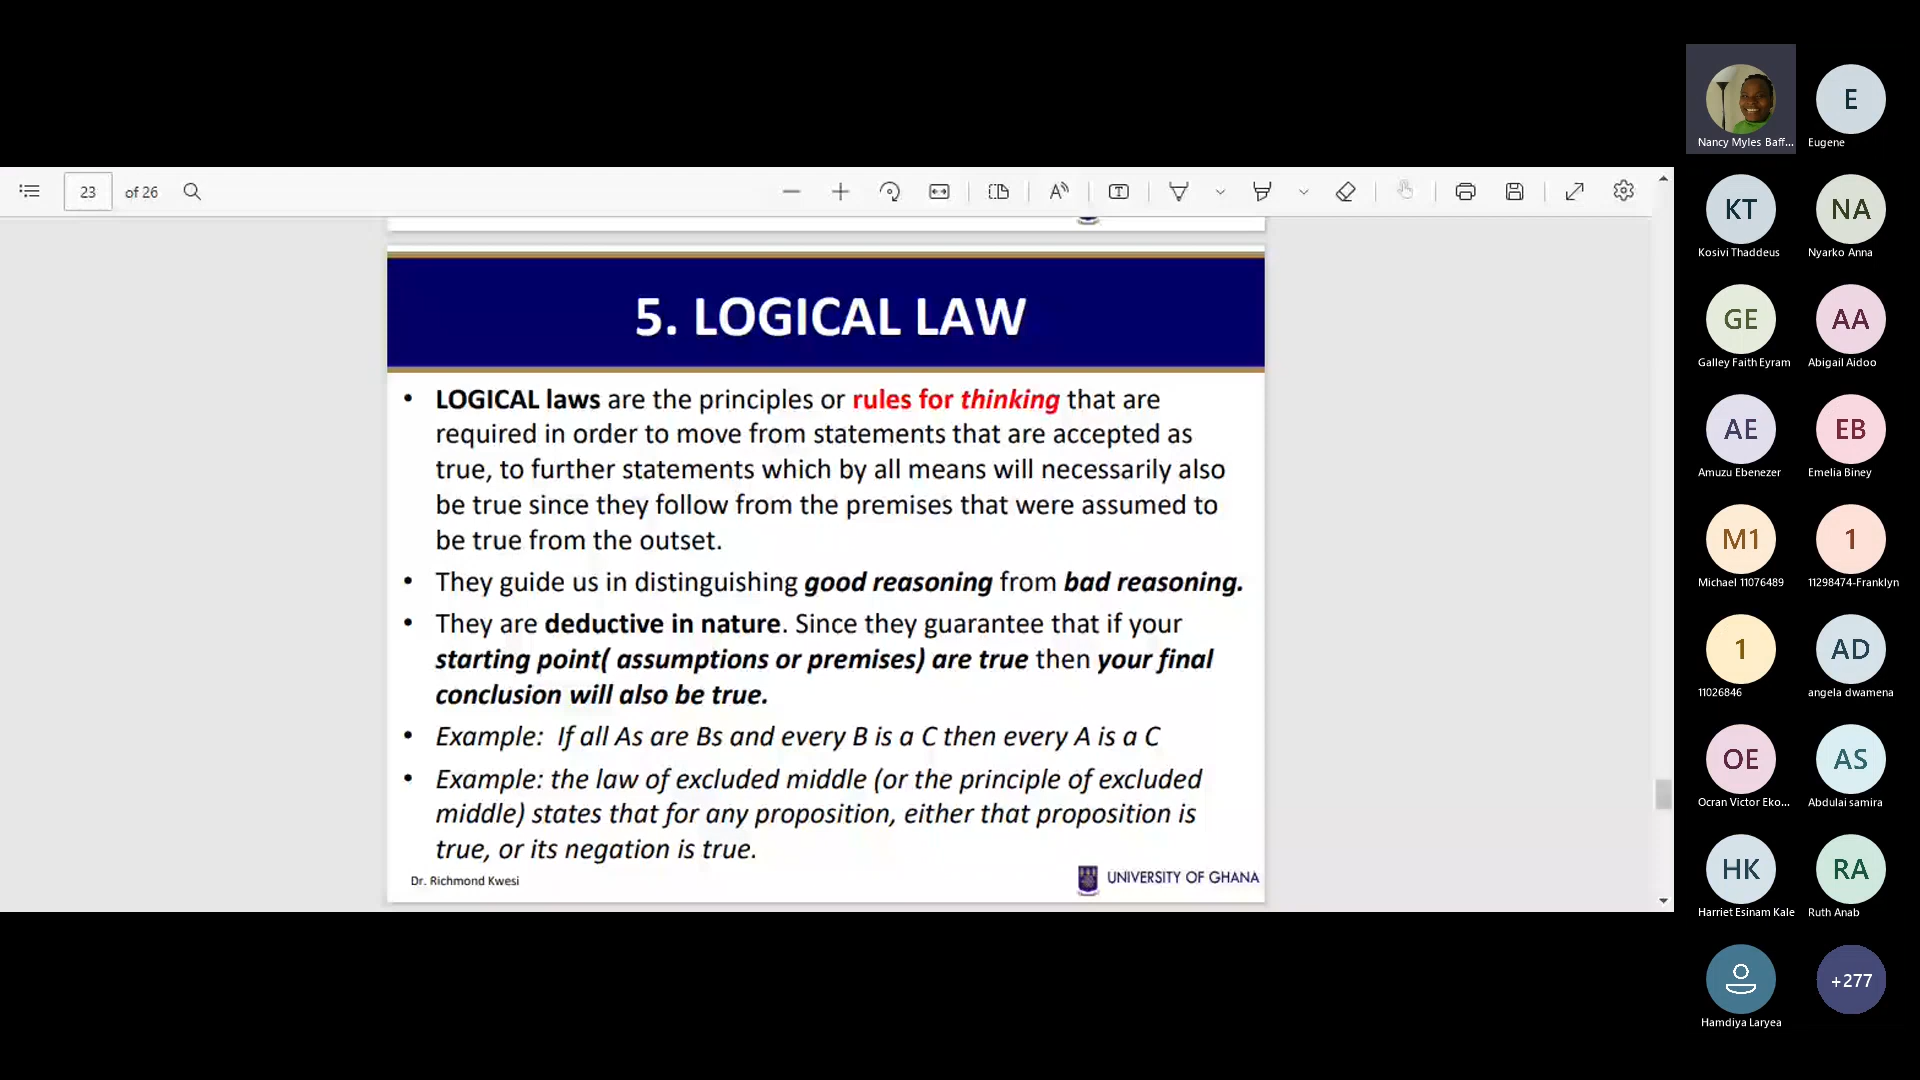 23 of 26
5. LOGICAL LAW
• LOGICAL laws are the principles or rules for thinking that are
required in order to move from statements that are accepted as
true, to further statements which by all means will necessarily also
be true since they follow from the premises that were assumed to
be true from the outset.
• They guide us in distinguishing good reasoning from bad reasoning.
• They are deductive in nature. Since they guarantee that if your
starting point( assumptions or premises) are true then your final
conclusion will also be true.
• Example: If all As are Bs and every B is a C then every A is a C
• Example: the law of excluded middle (or the principle of excluded
middle) states that for any proposition, either that proposition is
true, or its negation is true.
Dr. Richmond Kwesi
UNIVERSITY OF GHANA
E
Nancy Myles Baff... Eugene
KT NA
Kosivi Thaddeus Nyarko Anna
GE AA
Galley Faith Eyram Abigail Aidoo
AE EB
Amuzu Ebenezer Emelia Biney
M1 1
Michael 11076489 11298474-Franklyn
1 AD
11026846 angela dwamena
OE AS
Ocran Victor Eko... Abdulai samira
HK RA
Harriet Esinam Kale Ruth Anab
+277
Hamdiya Laryea